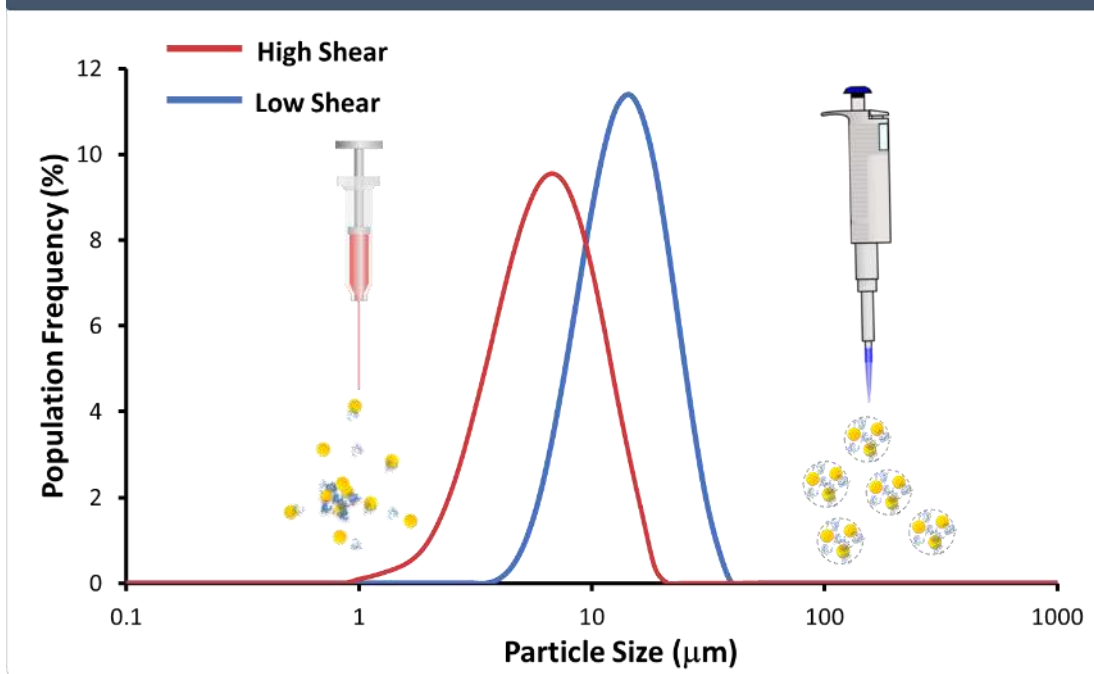 High Shear
Low Shear
12
10
8
6
4
2
0
Population Frequency (%)
0.1 1 10 100 1000
Particle Size (μm)